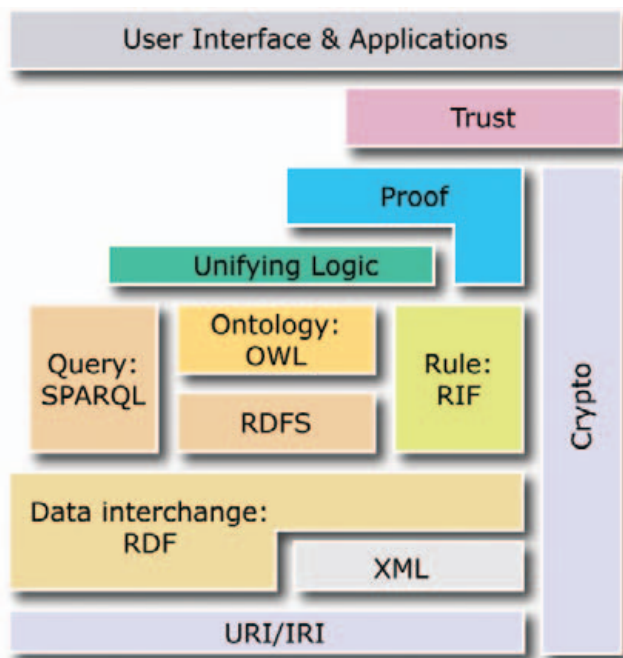 User Interface & Applications
Trust
Proof
Unifying Logic
Query:
SPARQL
Ontology:
OWL
RDFS
Rule:
RIF
Crypto
Data interchange:
RDF
XML
URI/IRI